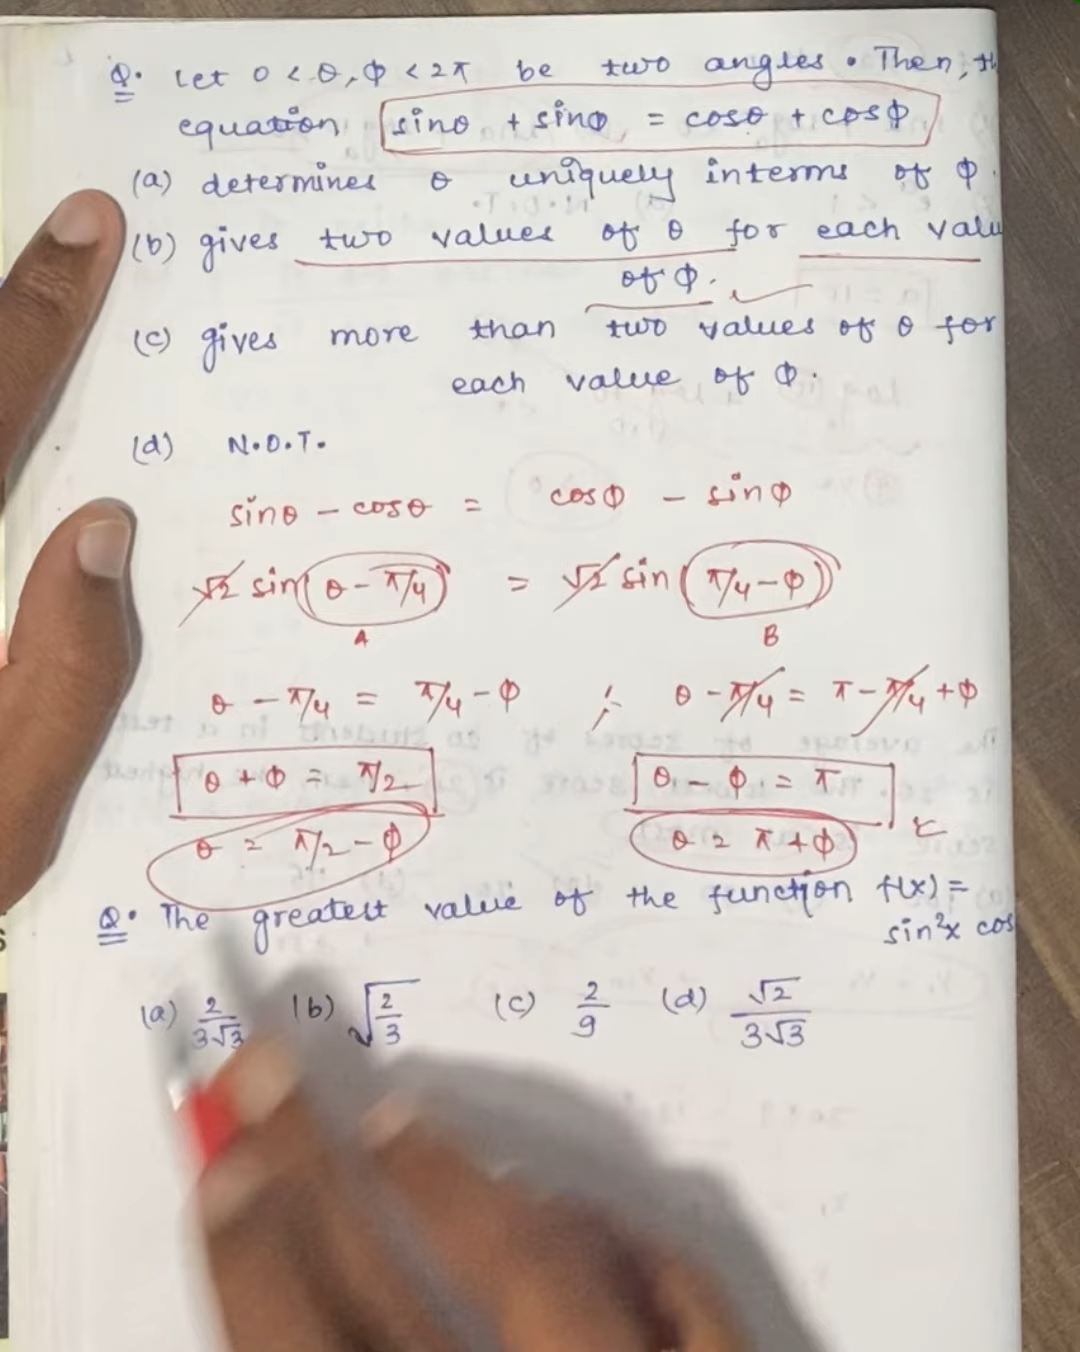 Q. Let 0 < θ, φ < 2π be two angles. Then, th
equation sinθ + sinφ = cosθ + cosφ
(a) determines θ uniquely interms of φ.
(b) gives two values of θ for each valu
of φ.
(c) gives more than two values of θ for
each value of φ.
(d) N.O.T.
sinθ - cosθ = cosφ - sinφ
√2 sin(θ - π/4) = √2 sin(π/4 - φ)
A B
θ - π/4 = π/4 - φ ; θ - π/4 = π - π/4 + φ
θ + φ = π/2 θ - φ = π
θ = π/2 - φ θ = π + φ
Q. The greatest value of the function f(x) =
sin²x cos
(a) 2/3√3 (b) √2/3 (c) 2/9 (d) √2/3√3